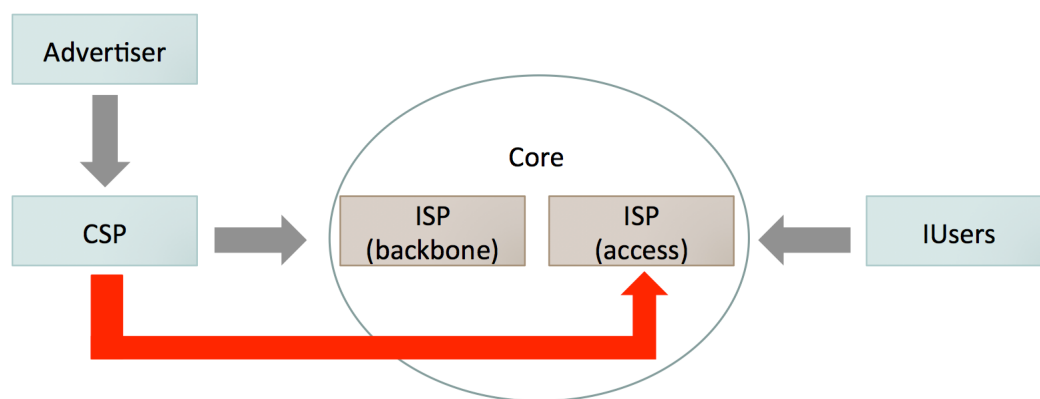 Advertiser
Core
CSP
ISP
(backbone)
ISP
(access)
IUsers